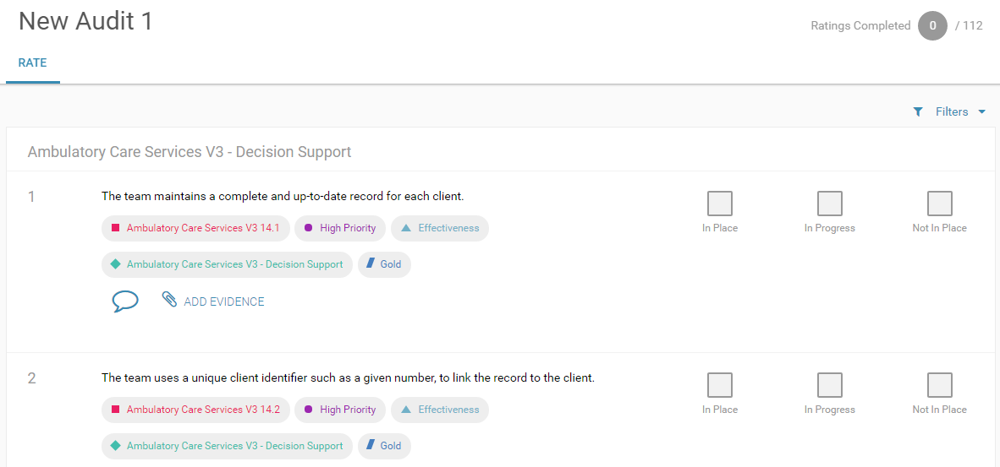 New Audit 1
Ratings Completed 0 / 112
RATE
Filters
Ambulatory Care Services V3 - Decision Support
1 The team maintains a complete and up-to-date record for each client.
In Place In Progress Not In Place
Ambulatory Care Services V3 14.1 High Priority Effectiveness
Ambulatory Care Services V3 - Decision Support Gold
ADD EVIDENCE
2 The team uses a unique client identifier such as a given number, to link the record to the client.
In Place In Progress Not In Place
Ambulatory Care Services V3 14.2 High Priority Effectiveness
Ambulatory Care Services V3 - Decision Support Gold